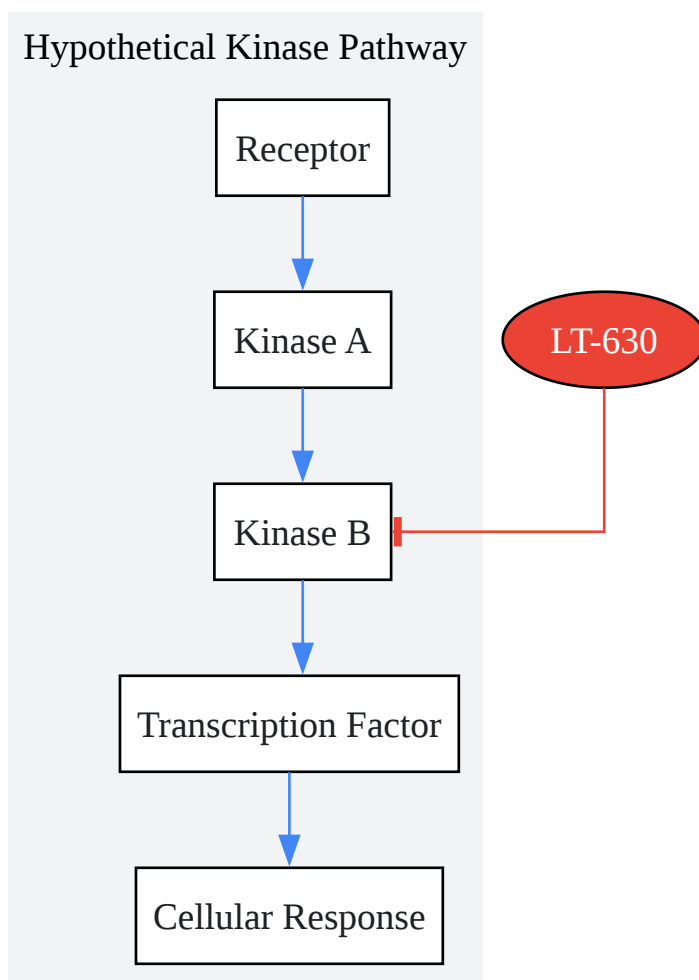 Hypothetical Kinase Pathway
Receptor
Kinase A
LT-630
Kinase B
Transcription Factor
Cellular Response